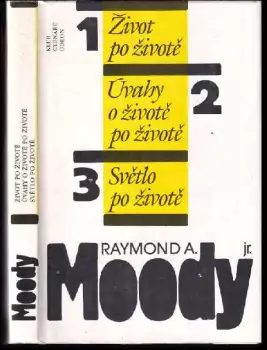 ŽIVOT PO ŽIVOTĚ
ÚVAHY O ŽIVOTĚ PO ŽIVOTĚ
SVĚTLO PO ŽIVOTĚ
Moody
KLUB
ČTENÁŘŮ
ODEON
1
Život
po životě
Úvahy
o životě
po životě
2
3
Světlo
po životě
RAYMOND A.
Moody
jr.